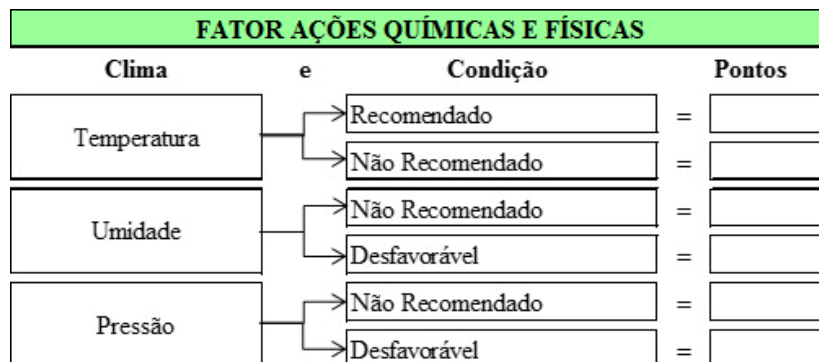 FATOR AÇÕES QUÍMICAS E FÍSICAS
Clima e Condição Pontos
Temperatura
Recomendado =
Não Recomendado =
Umidade
Não Recomendado =
Desfavorável =
Pressão
Não Recomendado =
Desfavorável =